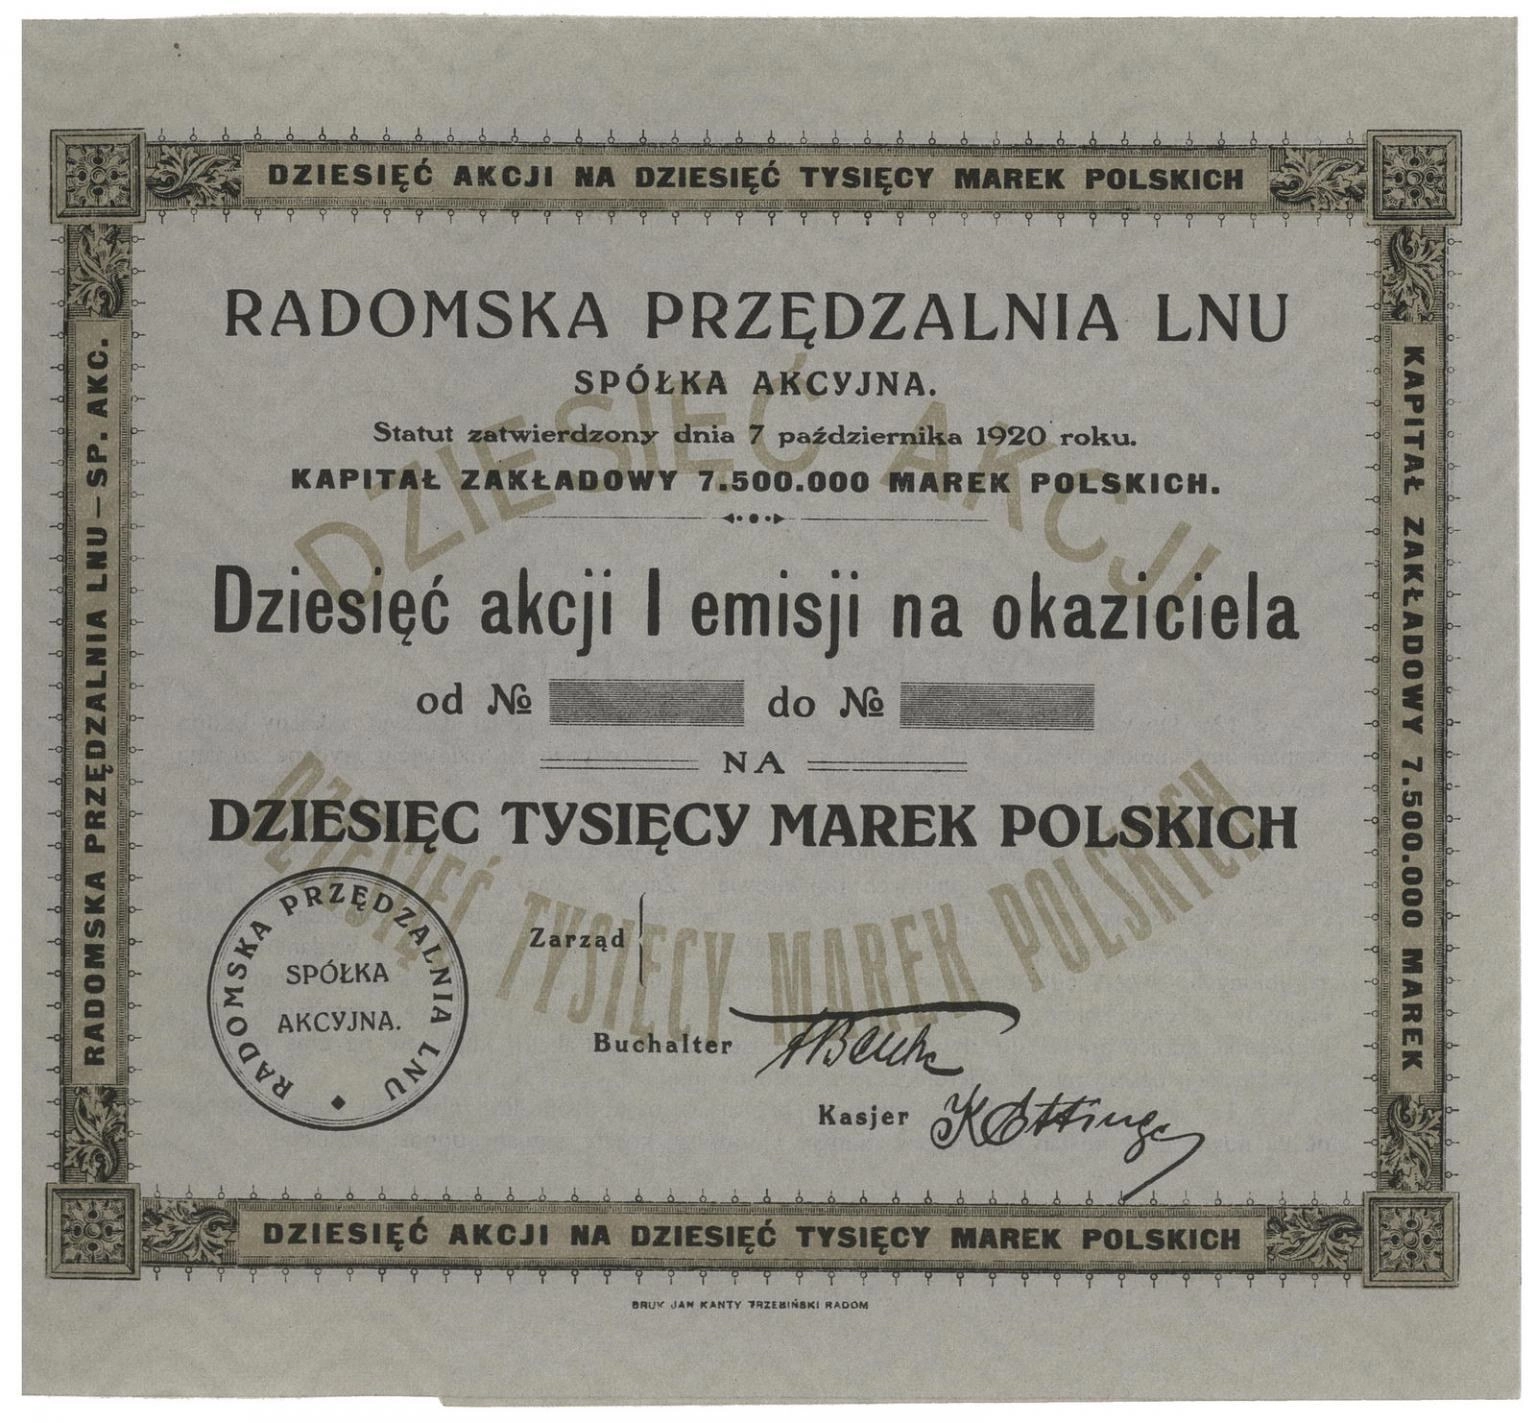 DZIESIĘĆ AKCJI NA DZIESIĘĆ TYSIĘCY MAREK POLSKICH
RADOMSKA PRZĘDZALNIA LNU
SPÓŁKA AKCYJNA.
Statut zatwierdzony dnia 7 października 1920 roku.
KAPITAŁ ZAKŁADOWY 7.500.000 MAREK POLSKICH.
DZIESIĘĆ AKCJI
Dziesięć akcji I emisji na okaziciela
od № do №
NA
DZIESIĘC TYSIĘCY MAREK POLSKICH
DZIESIĘĆ TYSIĘCY MAREK POLSKICH
RADOMSKA PRZĘDZALNIA LNU
SPÓŁKA
AKCYJNA.
Zarząd
Buchalter
Kasjer
RADOMSKA PRZĘDZALNIA LNU – SP. AKC.
KAPITAŁ ZAKŁADOWY 7.500.000 MAREK
DZIESIĘĆ AKCJI NA DZIESIĘĆ TYSIĘCY MAREK POLSKICH
DRUK JAN KANTY TRZEBIŃSKI RADOM